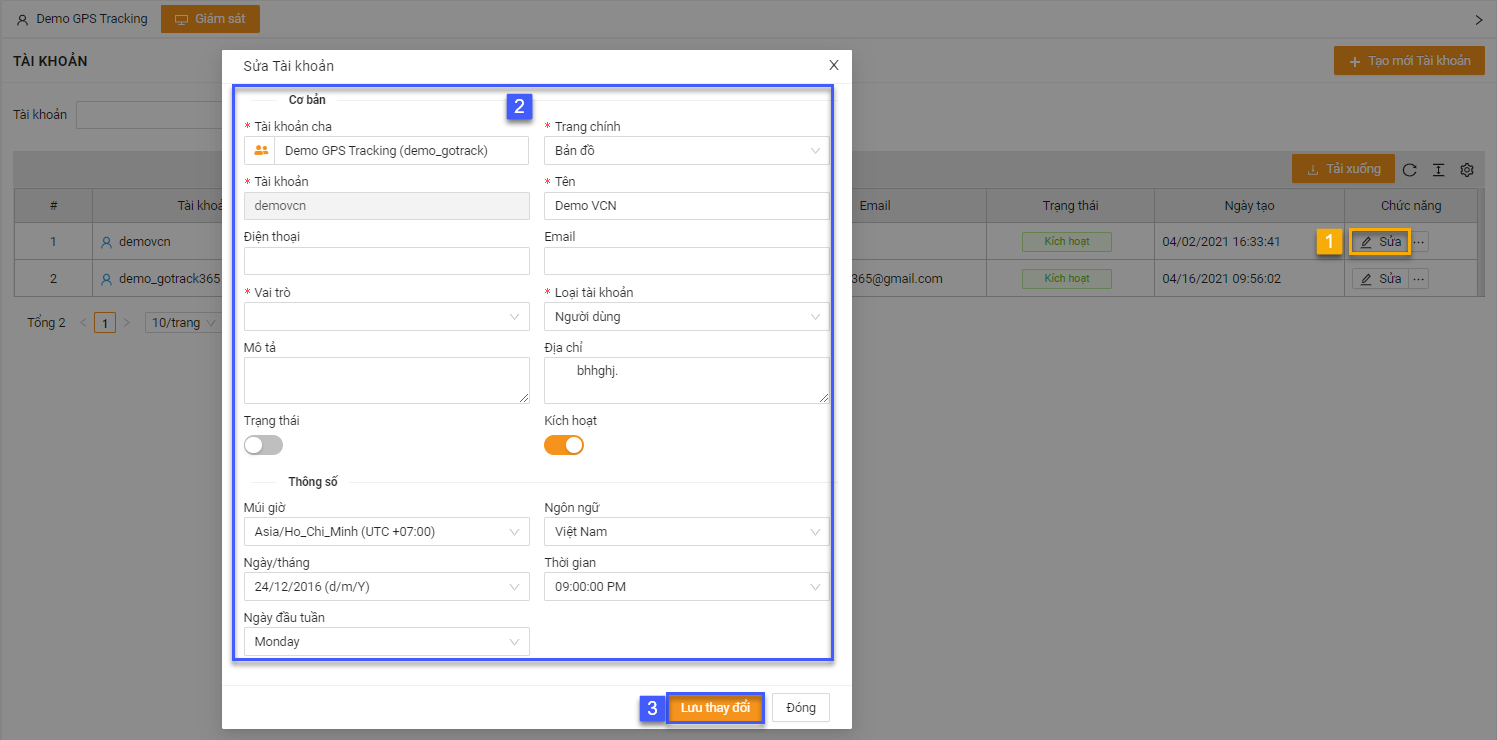 Demo GPS Tracking Giám sát
TÀI KHOẢN
+ Tạo mới Tài khoản
Tài khoản
Tải xuống
# Tài khoả Email Trạng thái Ngày tạo Chức năng
1 demovcn Kích hoạt 04/02/2021 16:33:41 1 Sửa ...
2 demo_gotrack365 365@gmail.com Kích hoạt 04/16/2021 09:56:02 Sửa ...
Tổng 2 < 1 > 10/trang
Sửa Tài khoản X
Cơ bản 2
* Tài khoản cha * Trang chính
Demo GPS Tracking (demo_gotrack) Bản đồ
* Tài khoản * Tên
demovcn Demo VCN
Điện thoại Email
* Vai trò * Loại tài khoản
Người dùng
Mô tả Địa chỉ
bhhghj.
Trạng thái Kích hoạt
Thông số
Múi giờ Ngôn ngữ
Asia/Ho_Chi_Minh (UTC +07:00) Việt Nam
Ngày/tháng Thời gian
24/12/2016 (d/m/Y) 09:00:00 PM
Ngày đầu tuần
Monday
3 Lưu thay đổi Đóng